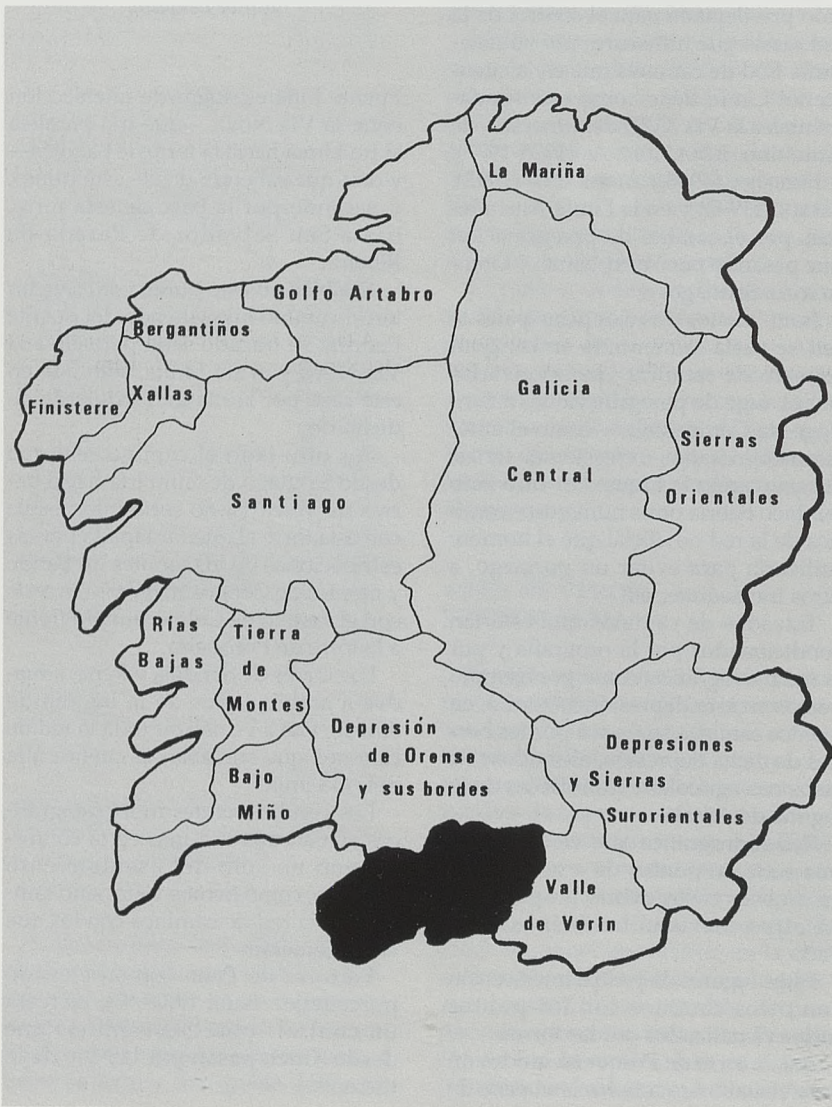 La Mariña
Golfo Artabro
Bergantiños
Xallas
Finisterre
Galicia
Central
Sierras
Orientales
Santiago
Rías
Bajas
Tierra
de
Montes
Depresión
de Orense
y sus bordes
Bajo
Miño
Depresiones
y Sierras
Surorientales
Valle
de Verín